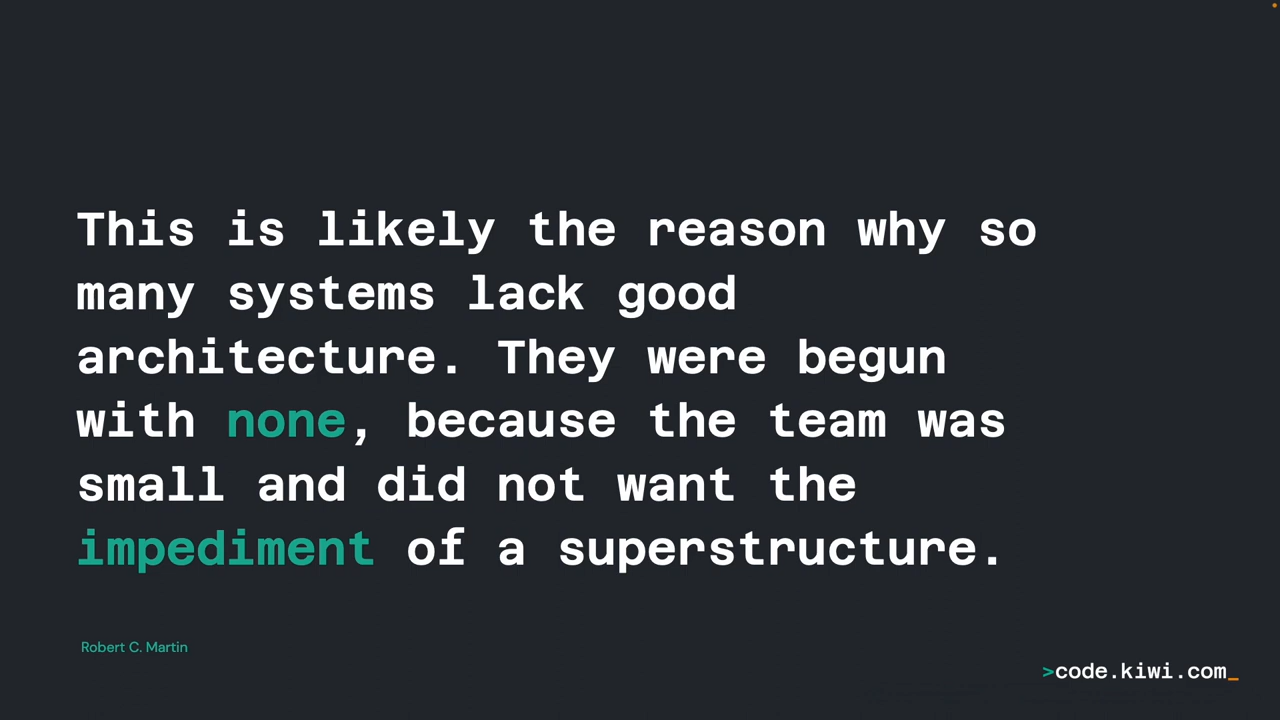 This is likely the reason why so
many systems lack good
architecture. They were begun
with none, because the team was
small and did not want the
impediment of a superstructure.
Robert C. Martin
>code.kiwi.com_